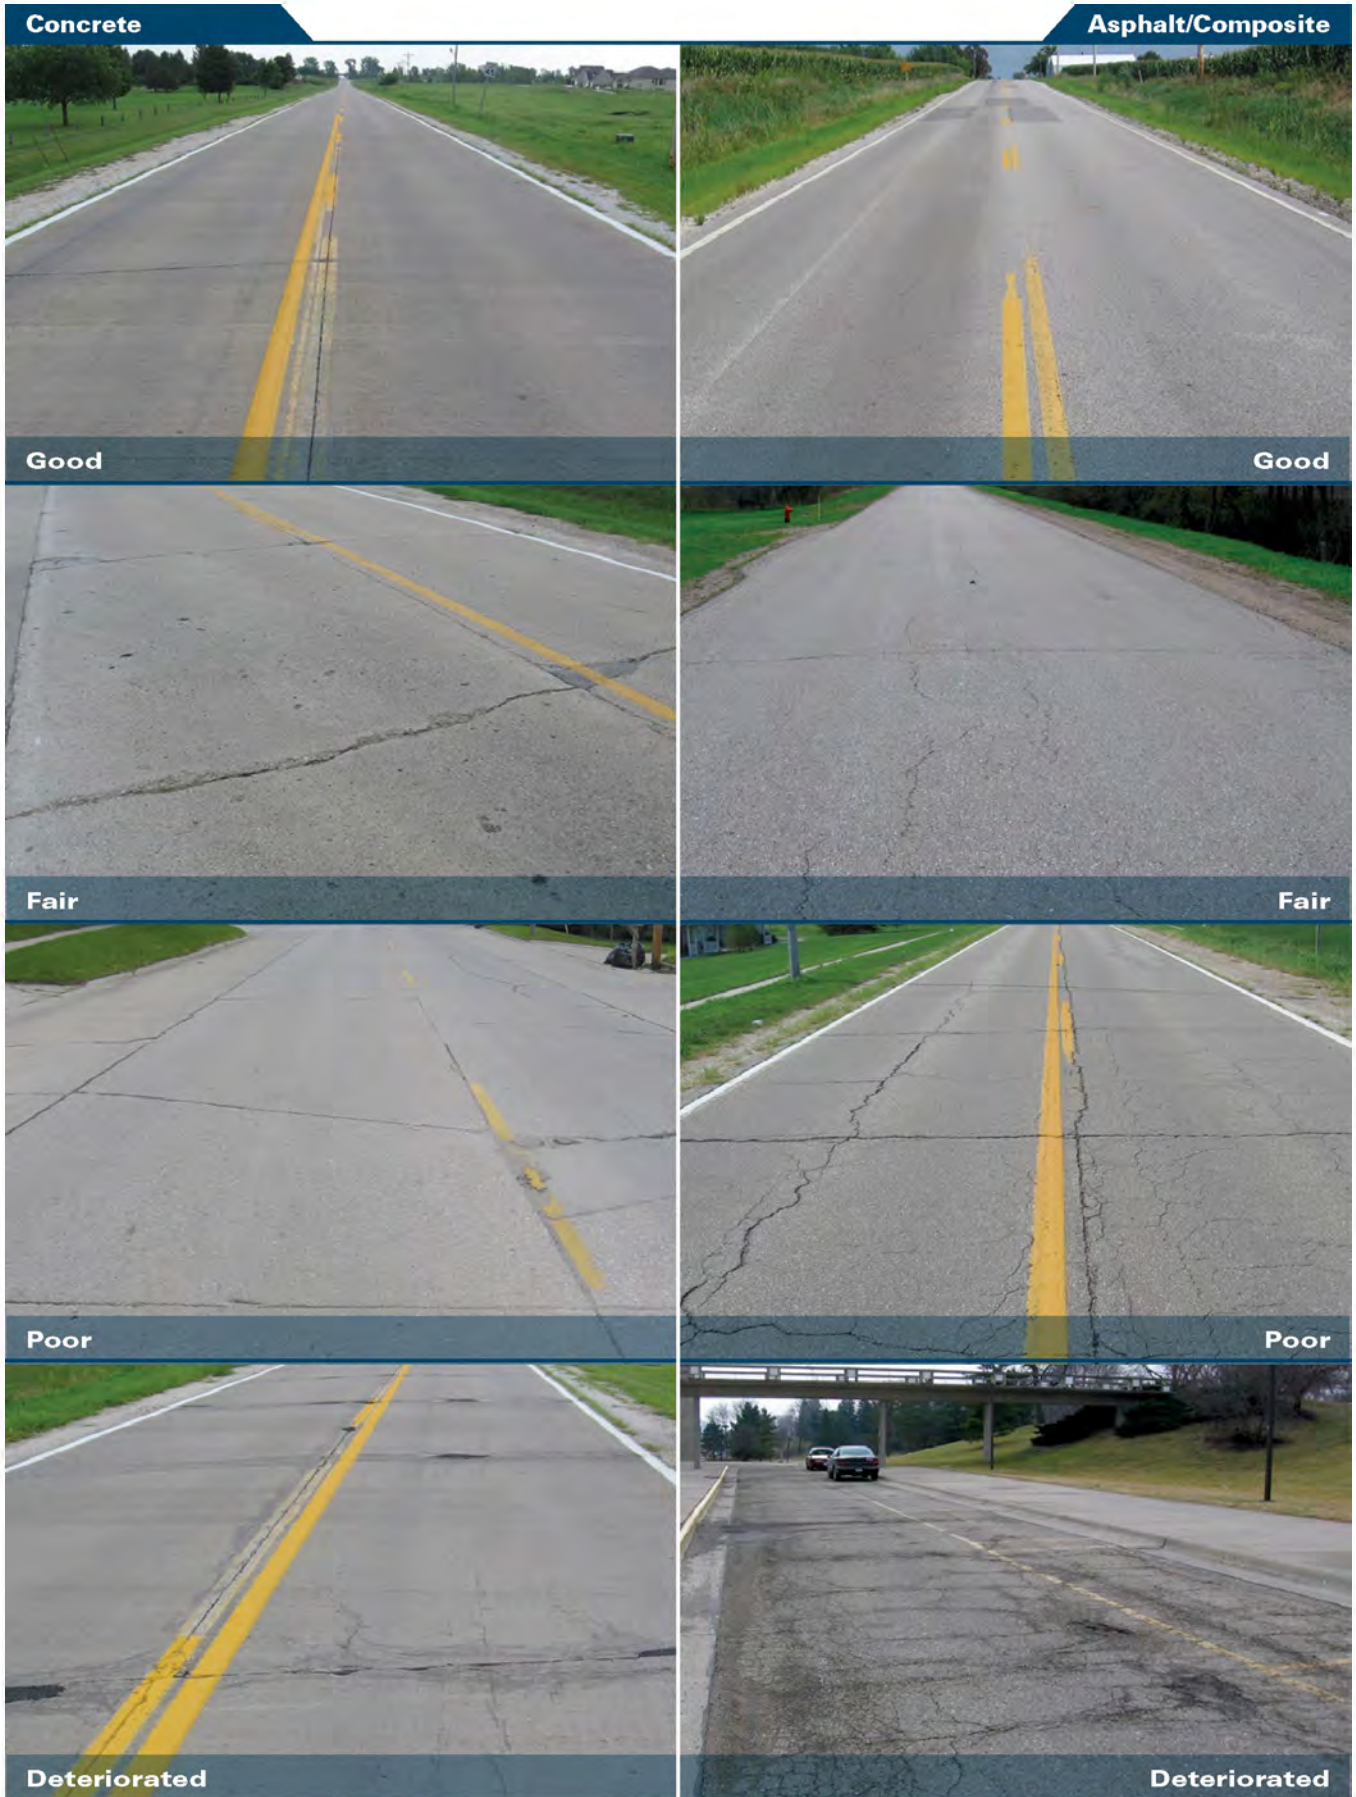 Concrete
Asphalt/Composite
Good
Good
Fair
Fair
Poor
Poor
Deteriorated
Deteriorated